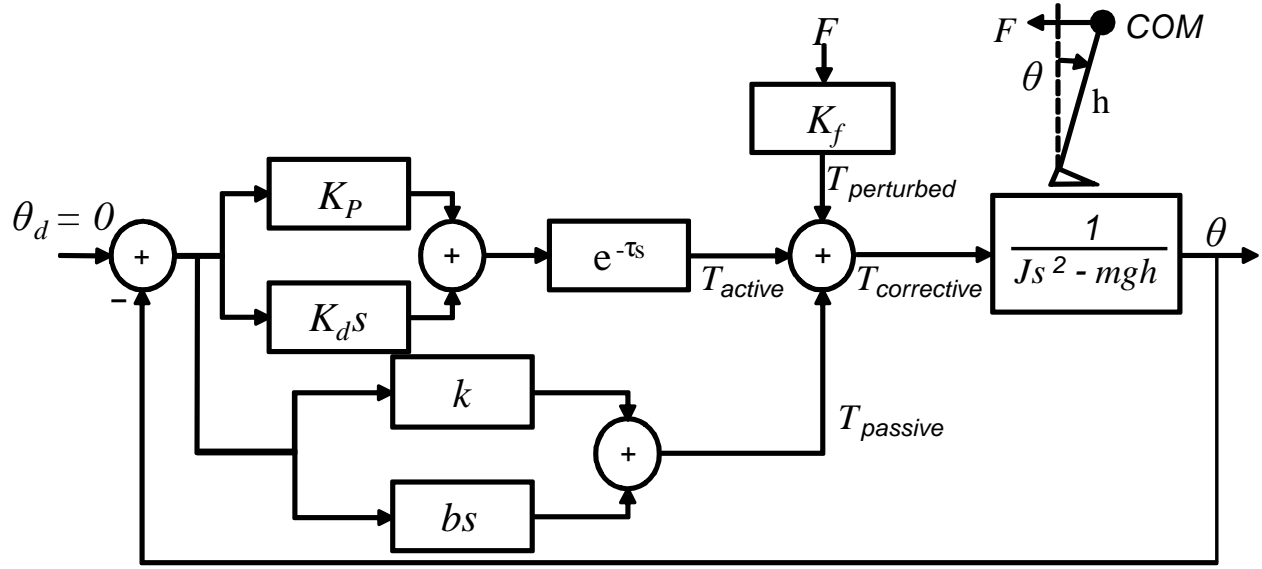 F
COM
F
θ
h
K_f
T_perturbed
θ_d = 0
K_P
+
+
e^-τs
+
T_active
T_corrective
1
Js² - mgh
θ
−
K_d s
k
T_passive
+
bs